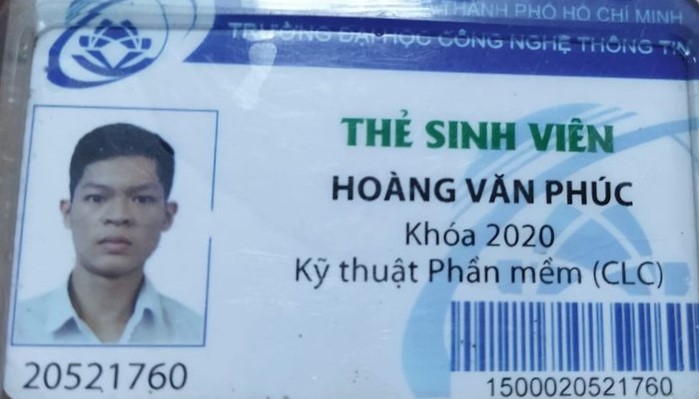 THÀNH PHỐ HỒ CHÍ MINH
TRƯỜNG ĐẠI HỌC CÔNG NGHỆ THÔNG TIN
THẺ SINH VIÊN
HOÀNG VĂN PHÚC
Khóa 2020
Kỹ thuật Phần mềm (CLC)
20521760
1500020521760